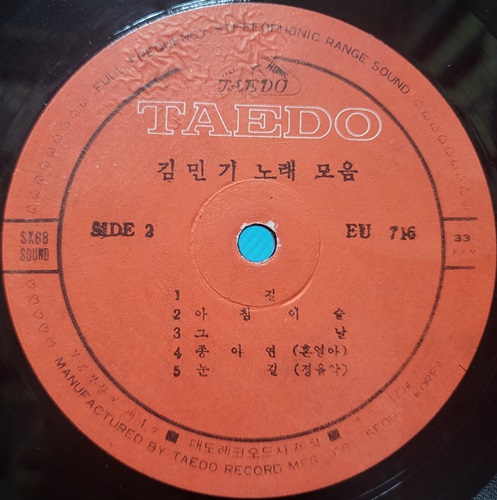 FULL FREQUENCY STEREOPHONIC RANGE SOUND
TAEDO
TAEDO
김민기 노래 모음
SIDE 2
EU 716
SX68
SOUND
33
1 길
2 아침이슬
3 그날
4 종아연 (혼혈아)
5 눈길 (경음악)
대도레코오드사 제작
MANUFACTURED BY TAEDO RECORD MFG. CO. SEOUL KOREA